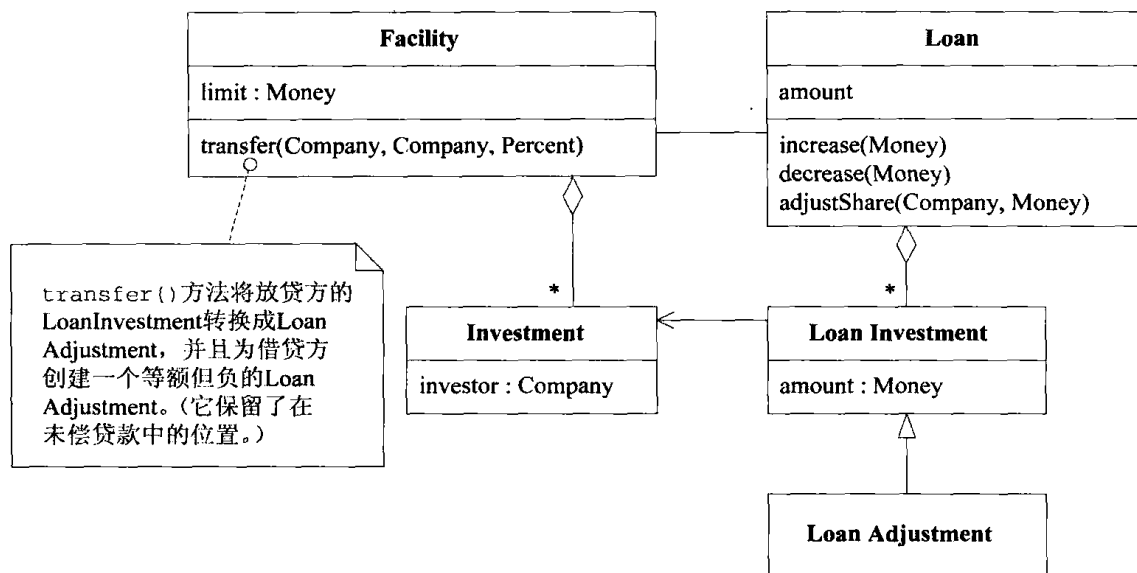 Facility
limit : Money
transfer(Company, Company, Percent)
Loan
amount
increase(Money)
decrease(Money)
adjustShare(Company, Money)
transfer()方法将放贷方的
LoanInvestment转换成Loan
Adjustment，并且为借贷方
创建一个等额但负的Loan
Adjustment。（它保留了在
未偿贷款中的位置。）
*
*
Investment
investor : Company
Loan Investment
amount : Money
Loan Adjustment